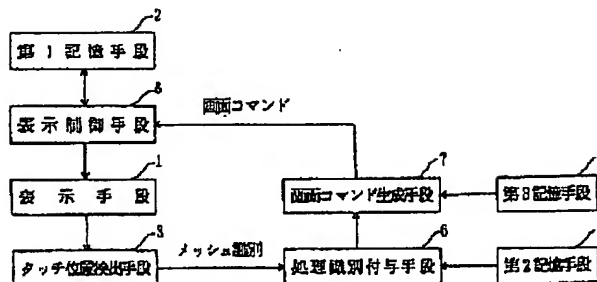 2
第1記憶手段
8
表示制御手段
画面コマンド
1
7
表示手段
画面コマンド生成手段
第3記憶手段
3
メッシュ識別
6
タッチ位置検出手段
処理識別付与手段
第2記憶手段